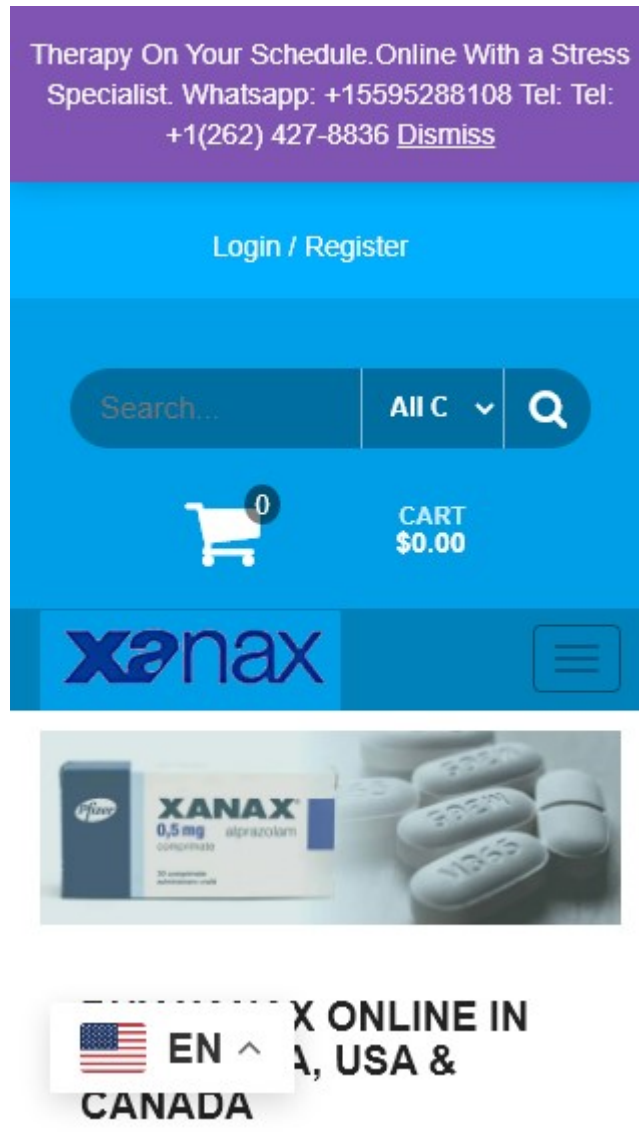 Therapy On Your Schedule.Online With a Stress
Specialist. Whatsapp: +15595288108 Tel: Tel:
+1(262) 427-8836 Dismiss
Login / Register
Search...
All C
0
CART
$0.00
xanax
Pfizer
XANAX
0,5 mg alprazolam
comprimate
X ONLINE IN
EN
A, USA &
CANADA